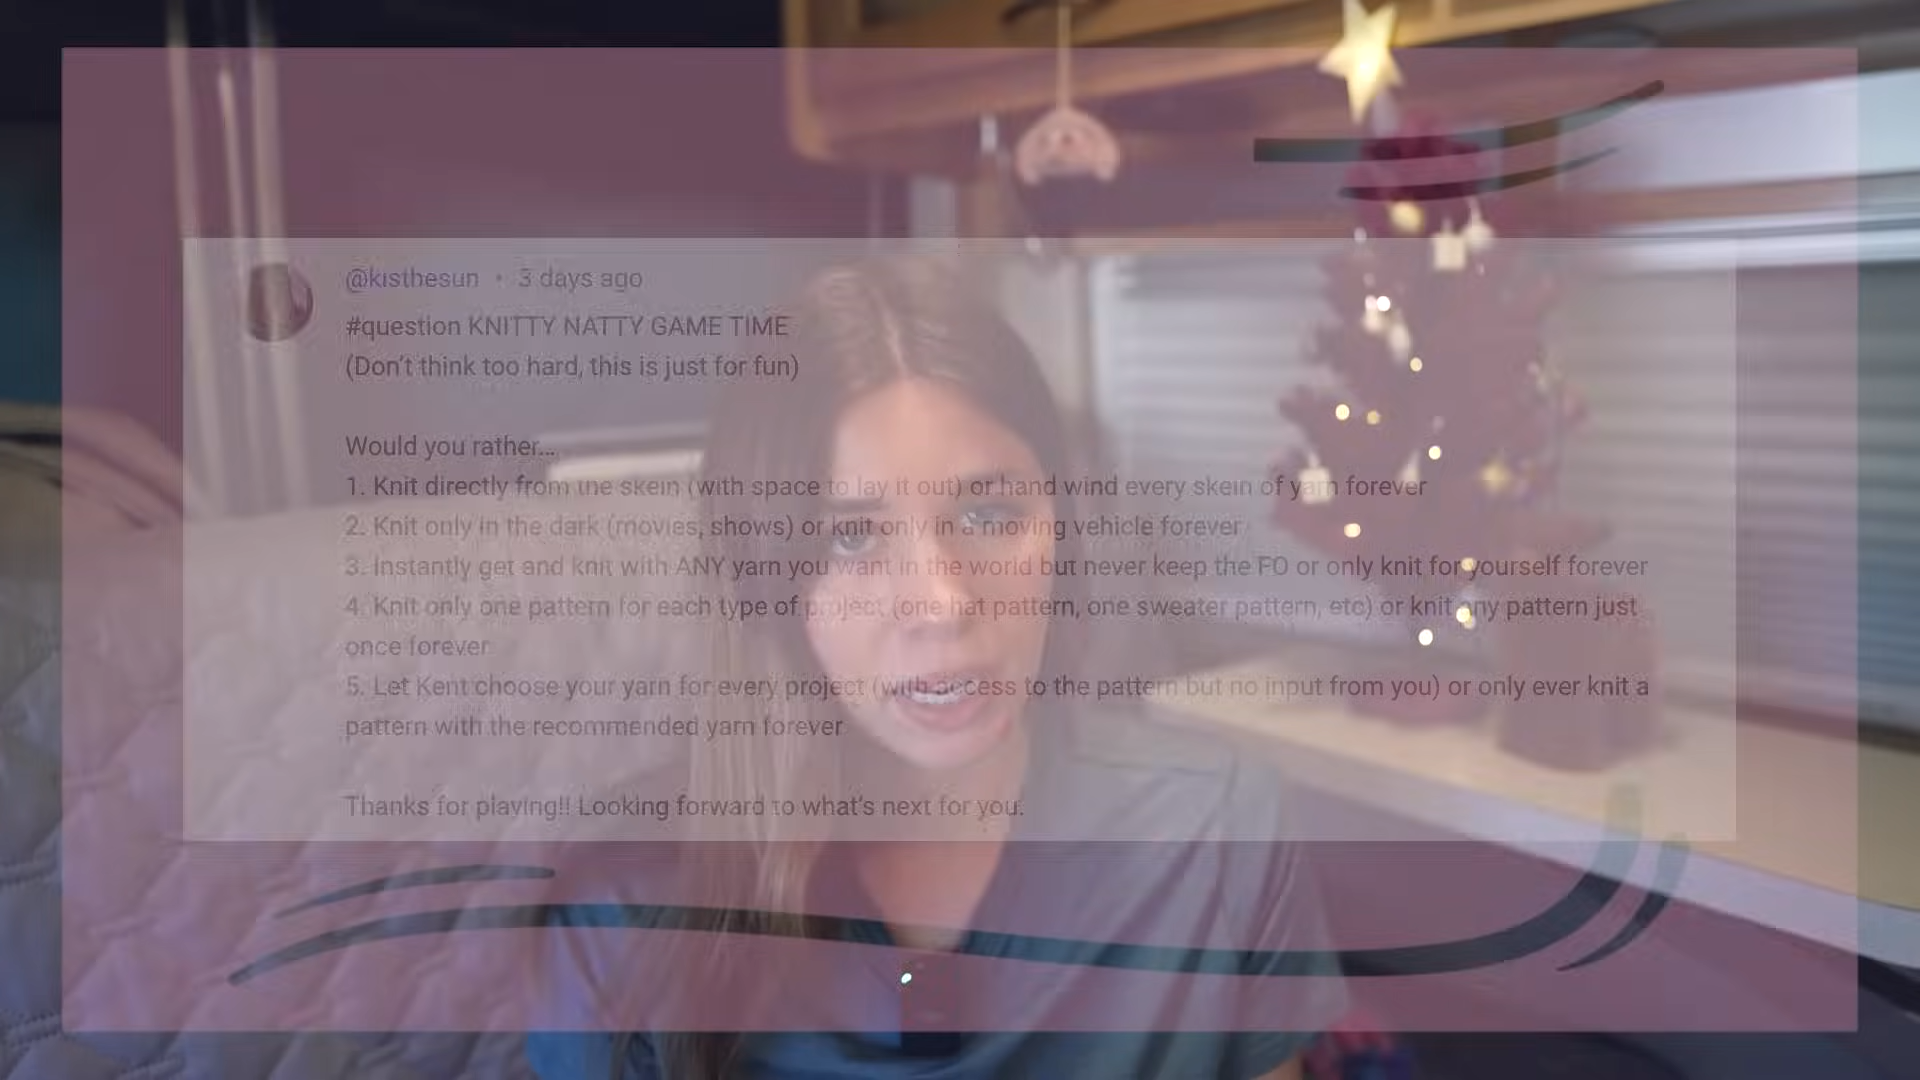 @kisthesun • 3 days ago
#question KNITTY NATTY GAME TIME
(Don't think too hard, this is just for fun)
Would you rather...
1. Knit directly from the skein (with space to lay it out) or hand wind every skein of yarn forever
2. Knit only in the dark (movies, shows) or knit only in a moving vehicle forever
3. Instantly get and knit with ANY yarn you want in the world but never keep the FO or only knit for yourself forever
4. Knit only one pattern for each type of project (one hat pattern, one sweater pattern, etc) or knit any pattern just
once forever
5. Let Kent choose your yarn for every project (with access to the pattern but no input from you) or only ever knit a
pattern with the recommended yarn forever
Thanks for playing!! Looking forward to what's next for you.